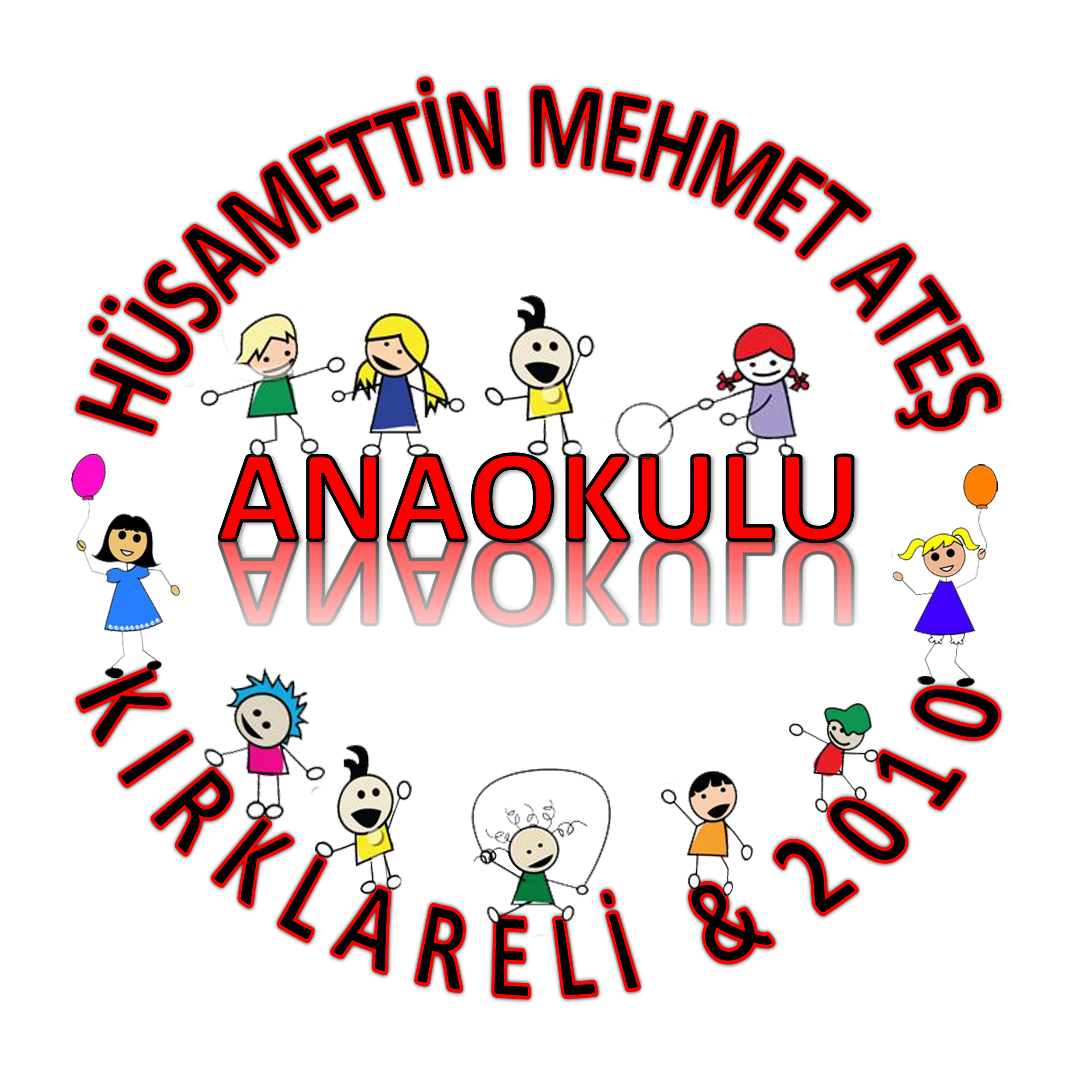 HÜSAMETTİN MEHMET ATEŞ
ANAOKULU
KIRKLARELİ & 2010